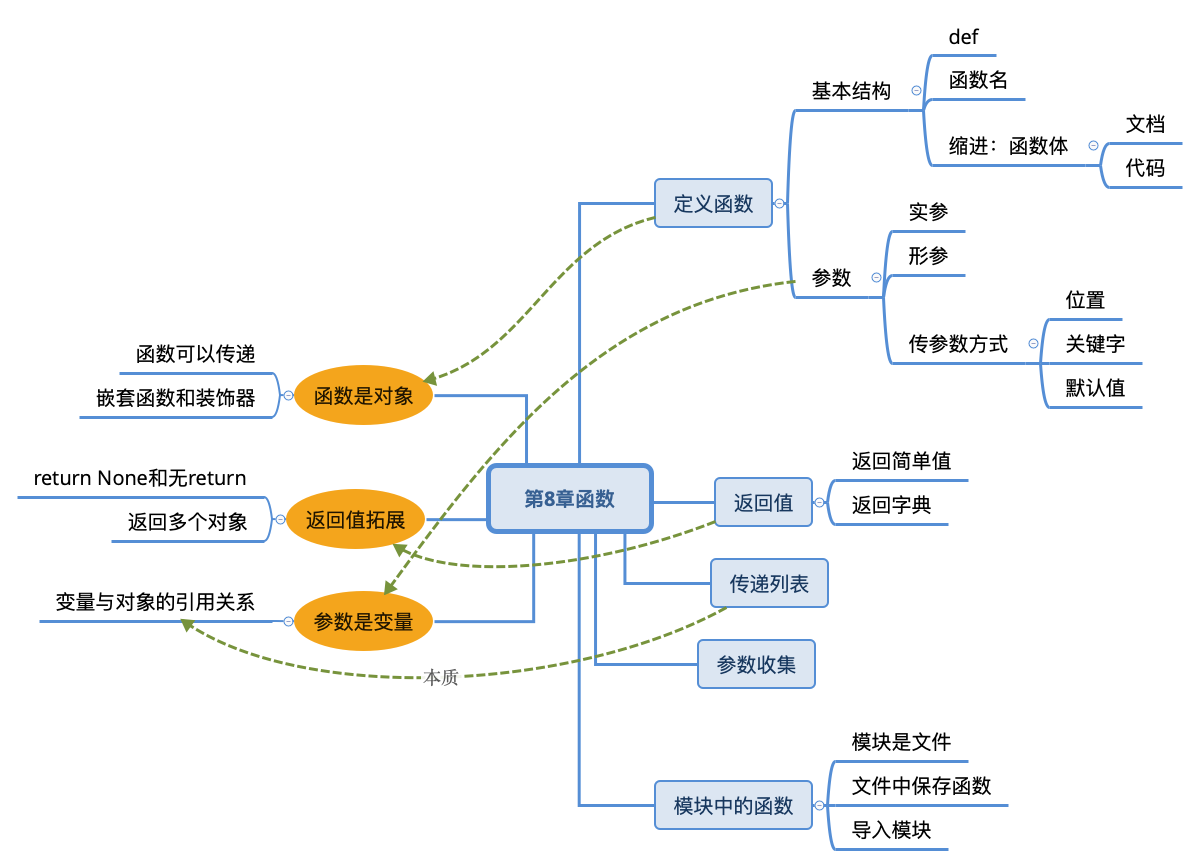 第8章函数
定义函数
基本结构
def
函数名
缩进：函数体
文档
代码
参数
实参
形参
传参数方式
位置
关键字
默认值
返回值
返回简单值
返回字典
传递列表
参数收集
模块中的函数
模块是文件
文件中保存函数
导入模块
函数是对象
函数可以传递
嵌套函数和装饰器
返回值拓展
return None和无return
返回多个对象
参数是变量
变量与对象的引用关系
本质